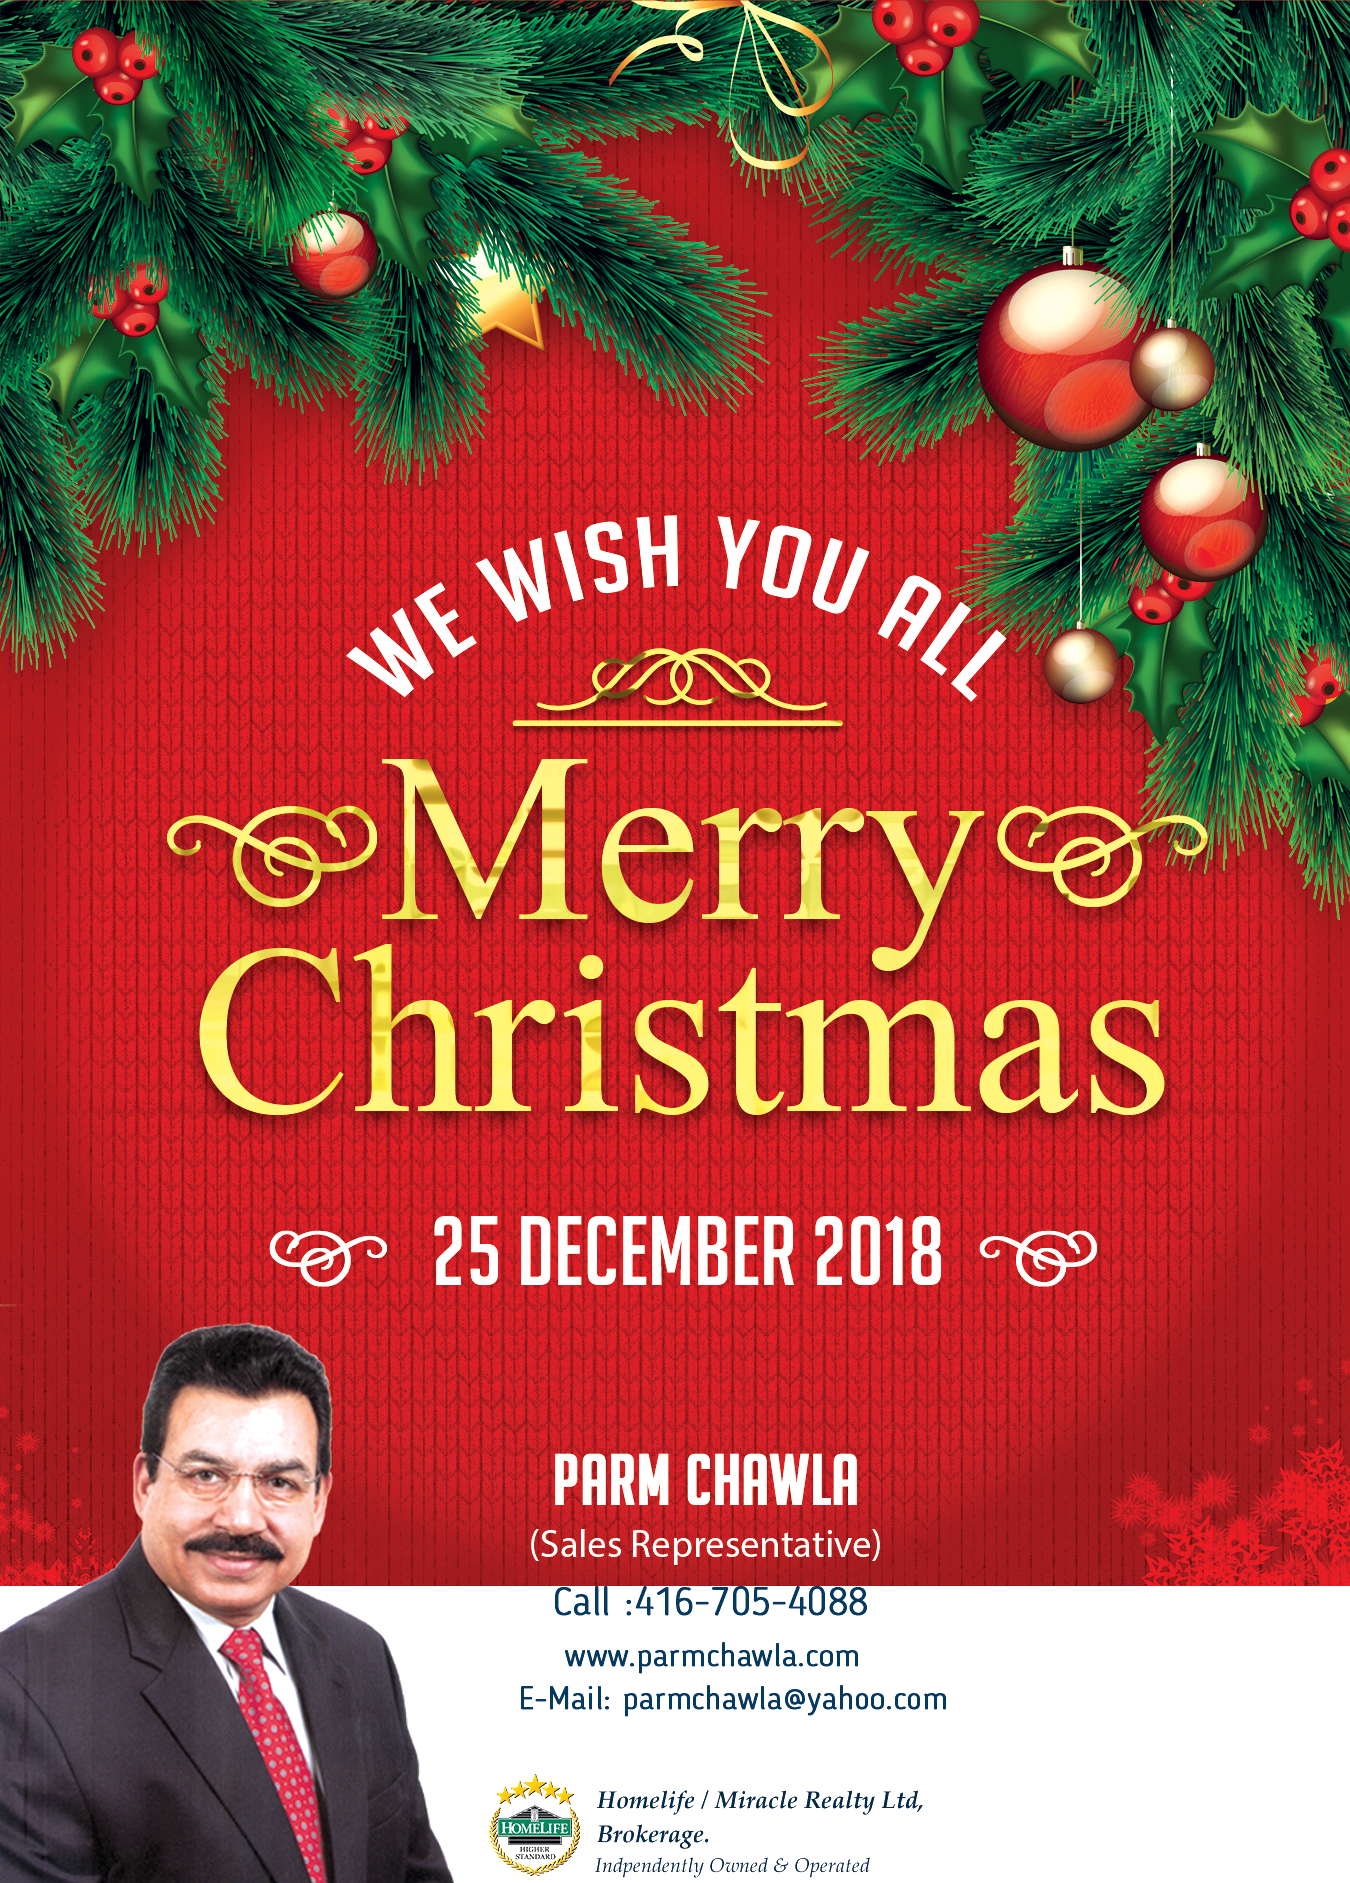 WE WISH YOU ALL
Merry
Christmas
25 DECEMBER 2018
PARM CHAWLA
(Sales Representative)
Call :416-705-4088
www.parmchawla.com
E-Mail: parmchawla@yahoo.com
Homelife / Miracle Realty Ltd,
Brokerage.
Indpendently Owned & Operated
HOMELIFE
HIGHER
STANDARD